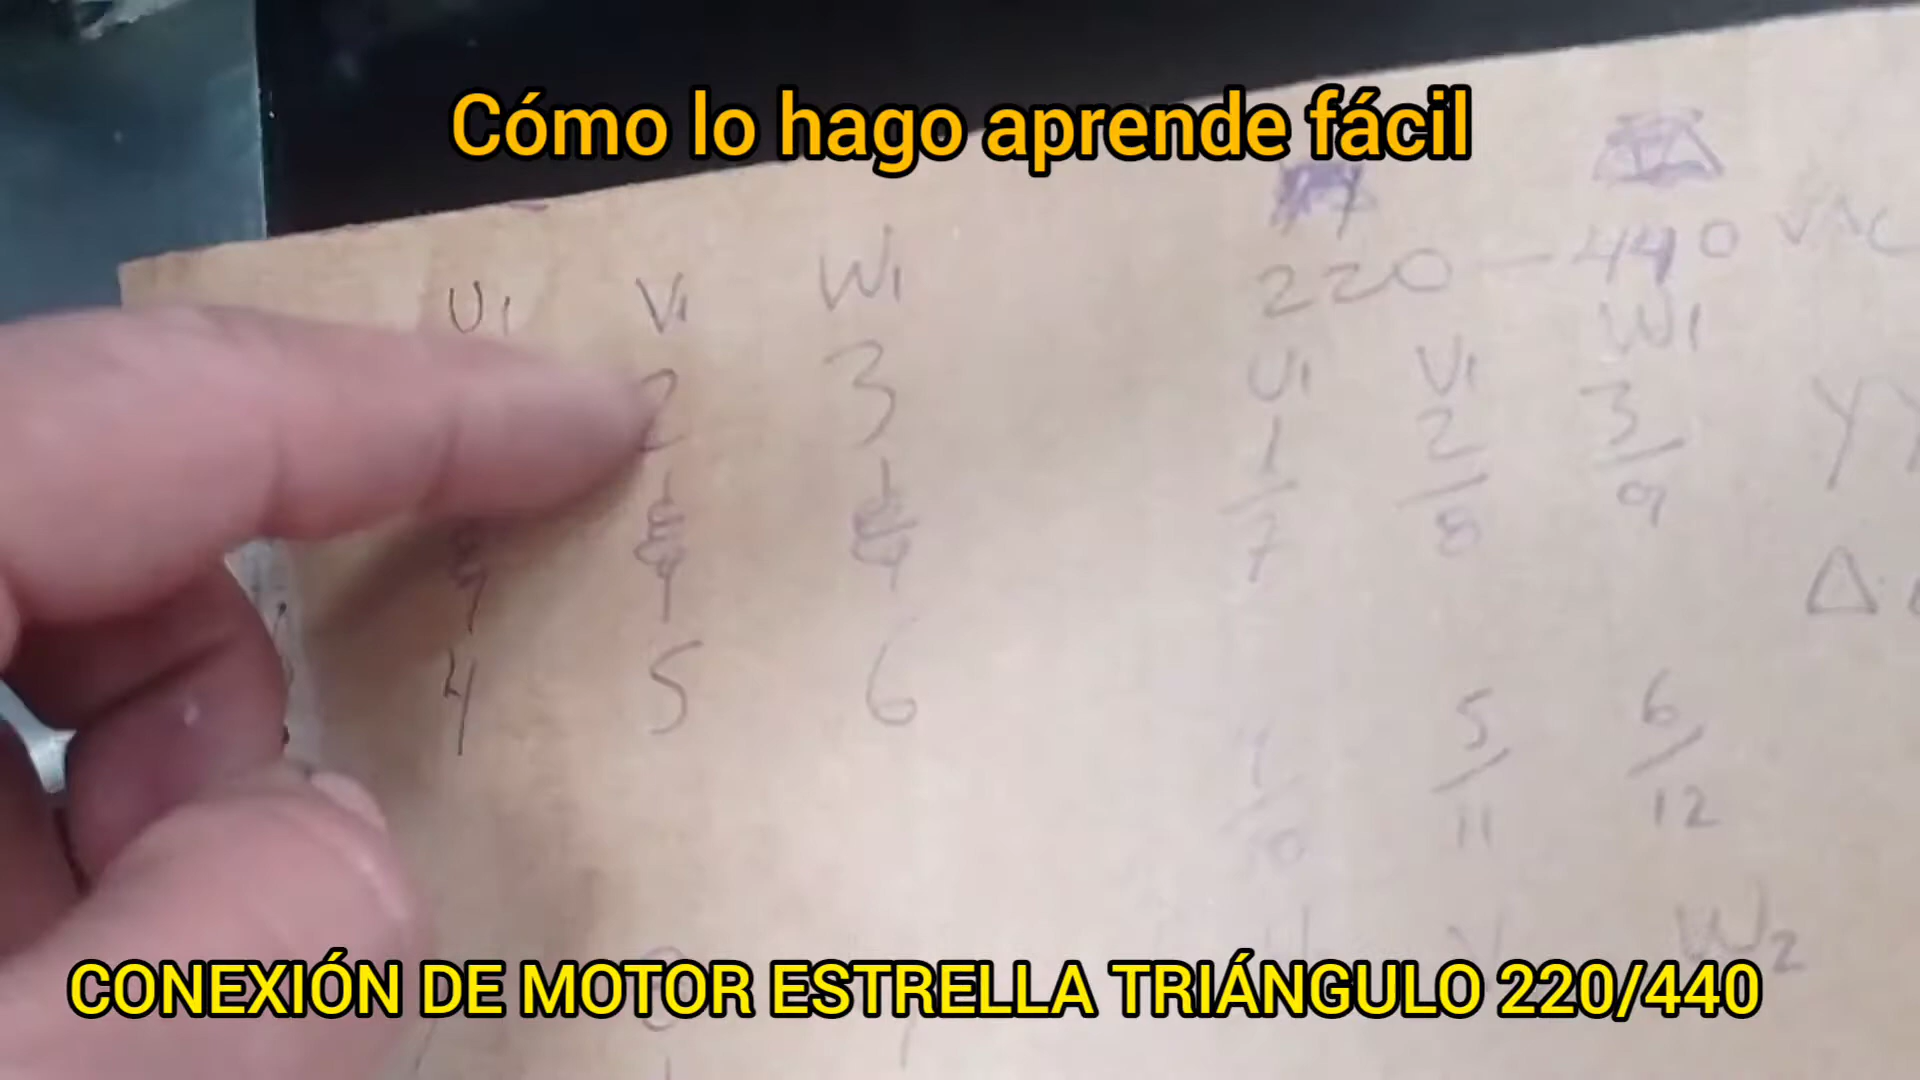 Cómo lo hago aprende fácil
220 — 440 VAC
U1 V1 W1
U1 V1 W1
2 3
1 2 3
7 8 9
4 5 6
5 6
11 12
10
W2
CONEXIÓN DE MOTOR ESTRELLA TRIÁNGULO 220/440